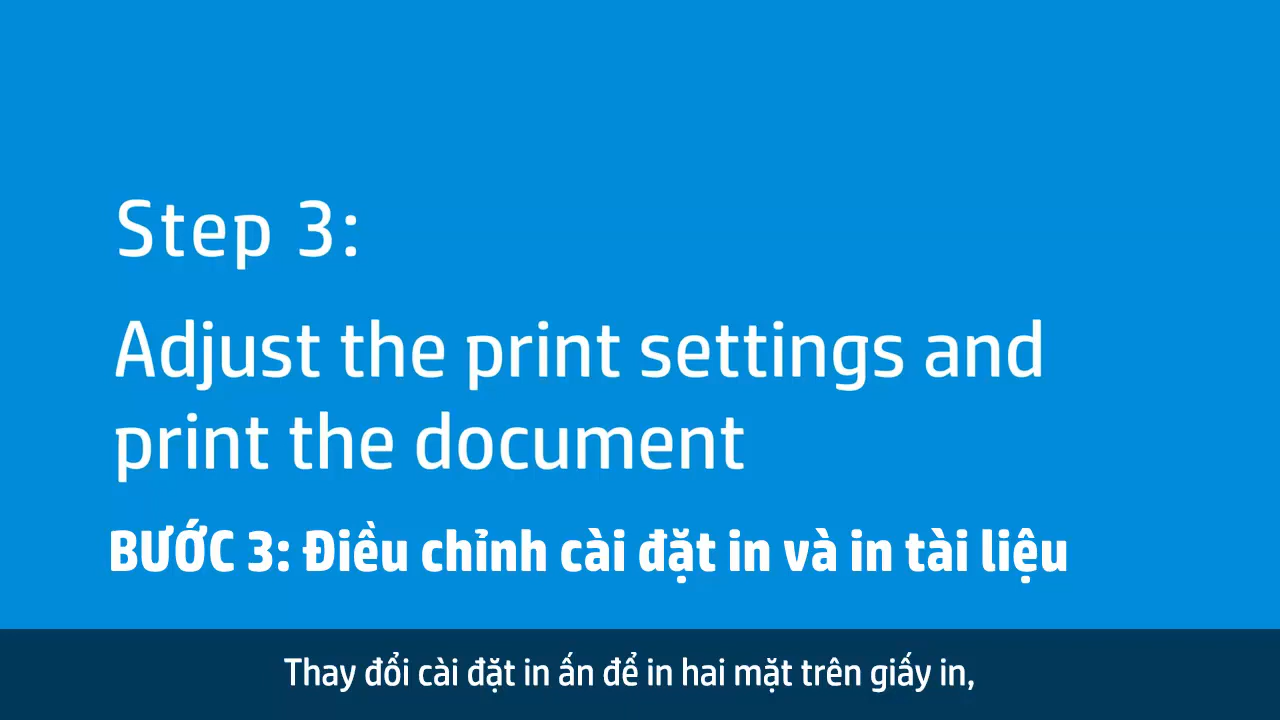 Step 3:
Adjust the print settings and
print the document
BƯỚC 3: Điều chỉnh cài đặt in và in tài liệu
Thay đổi cài đặt in ấn để in hai mặt trên giấy in,